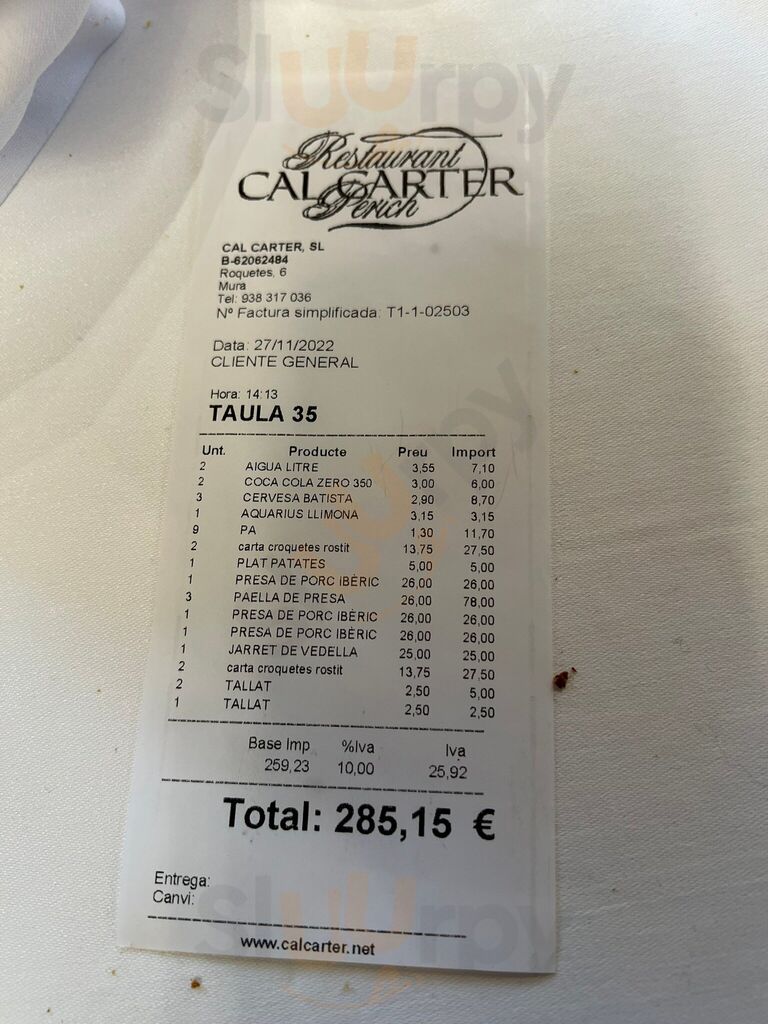 Sluurpy
Restaurant
CAL CARTER
Perich
CAL CARTER, SL
B-62062484
Roquetes, 6
Mura
Tel: 938 317 036
Nº Factura simplificada: T1-1-02503
Data: 27/11/2022
CLIENTE GENERAL
Hora: 14:13
TAULA 35
Unt. Producte Preu Import
2 AIGUA LITRE 3,55 7,10
2 COCA COLA ZERO 350 3,00 6,00
3 CERVESA BATISTA 2,90 8,70
1 AQUARIUS LLIMONA 3,15 3,15
9 PA 1,30 11,70
2 carta croquetes rostit 13,75 27,50
1 PLAT PATATES 5,00 5,00
1 PRESA DE PORC IBÈRIC 26,00 26,00
3 PAELLA DE PRESA 26,00 78,00
1 PRESA DE PORC IBÈRIC 26,00 26,00
1 PRESA DE PORC IBÈRIC 26,00 26,00
1 JARRET DE VEDELLA 25,00 25,00
2 carta croquetes rostit 13,75 27,50
2 TALLAT 2,50 5,00
1 TALLAT 2,50 2,50
Base Imp %Iva Iva
259,23 10,00 25,92
Total: 285,15 €
Entrega:
Canvi:
www.calcarter.net
Sluurpy